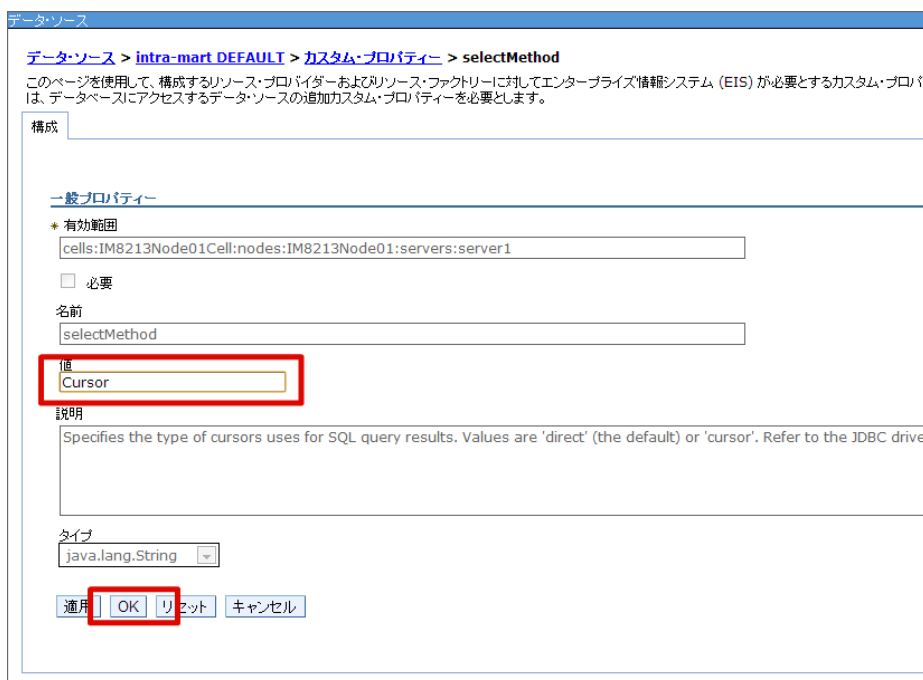 データ・ソース
データ・ソース > intra-mart DEFAULT > カスタム・プロパティー > selectMethod
このページを使用して、構成するリソース・プロバイダーおよびリソース・ファクトリーに対してエンタープライズ情報システム (EIS) が必要とするカスタム・プロパ
は、データベースにアクセスするデータ・ソースの追加カスタム・プロパティーを必要とします。
構成
一般プロパティー
* 有効範囲
cells:IM8213Node01Cell:nodes:IM8213Node01:servers:server1
必要
名前
selectMethod
値
Cursor
説明
Specifies the type of cursors uses for SQL query results. Values are 'direct' (the default) or 'cursor'. Refer to the JDBC drive
タイプ
java.lang.String
適用 OK リセット キャンセル